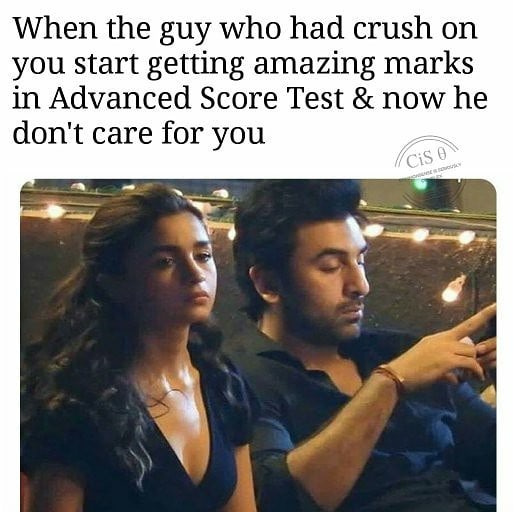 When the guy who had crush on
you start getting amazing marks
in Advanced Score Test & now he
don't care for you
CiS θ